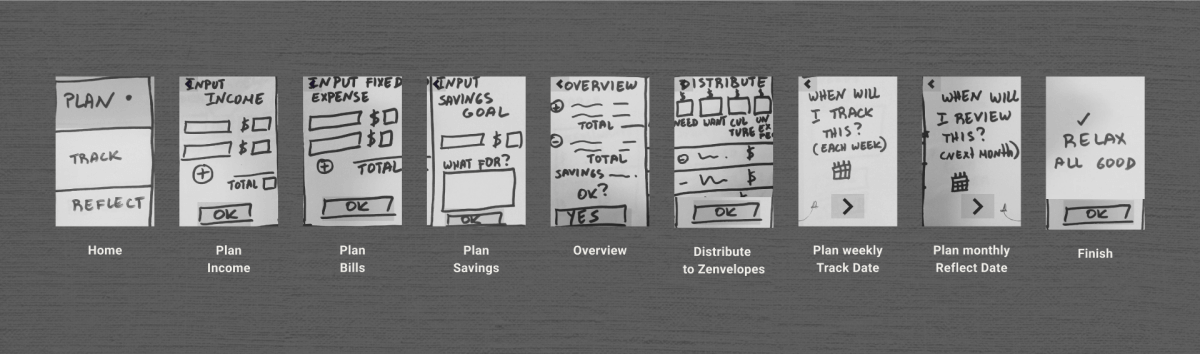 PLAN
TRACK
REFLECT
Home
<INPUT
INCOME
$
$
+
TOTAL
OK
Plan
Income
INPUT FIXED
EXPENSE
$
$
+
TOTAL
OK
Plan
Bills
<INPUT
SAVINGS
GOAL
$
WHAT FOR?
OK
Plan
Savings
<OVERVIEW
+
TOTAL
-
TOTAL
SAVINGS
OK?
YES
Overview
DISTRIBUTE
$ $ $ $
NEED WANT CUL UN
TURE EX
PEC
$
- $
OK
Distribute
to Zenvelopes
<
WHEN WILL
I TRACK
THIS?
(EACH WEEK)
>
Plan weekly
Track Date
<
WHEN WILL
I REVIEW
THIS?
(NEXT MONTH)
>
Plan monthly
Reflect Date
✓
RELAX
ALL GOOD
OK
Finish